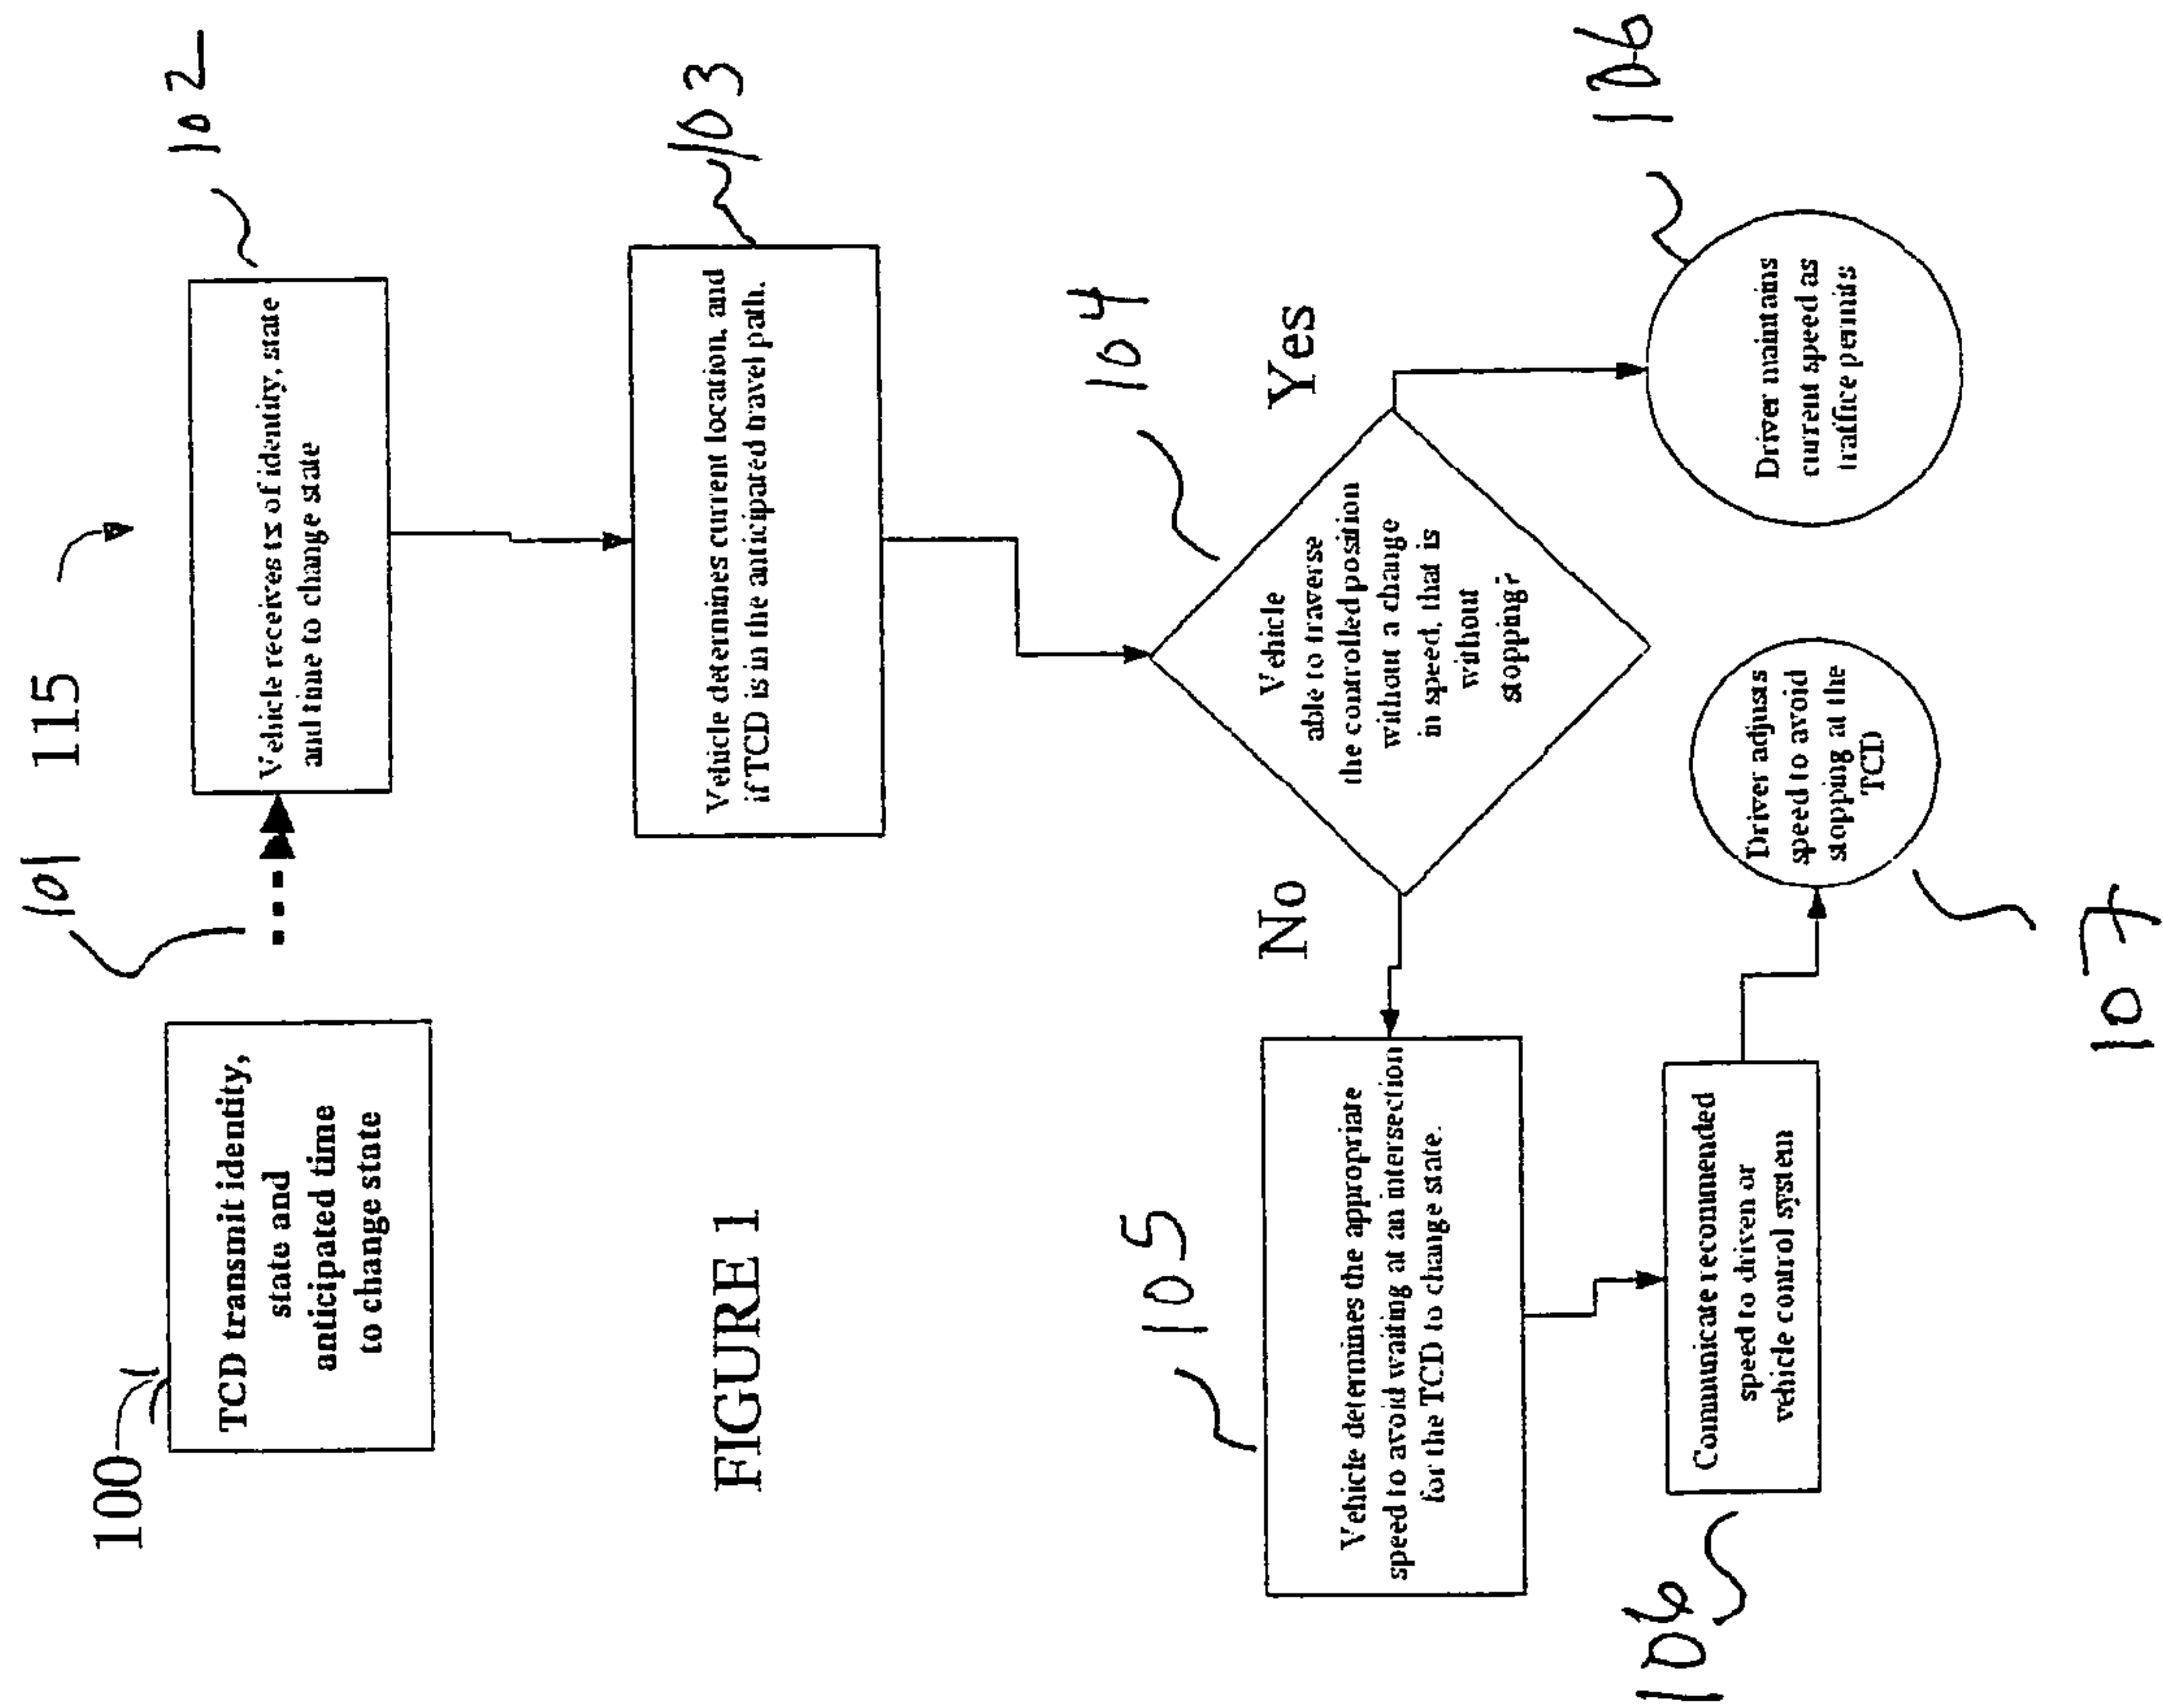 101
115
102
100
TCD transmit identity,
state and
anticipated time
to change state
Vehicle receives tx of identity, state
and time to change state
103
Vehicle determines current location, and
if TCD is in the anticipated travel path.
FIGURE 1
104
No
Yes
Vehicle
able to traverse
the controlled position
without a change
in speed, that is
without
stopping?
105
Vehicle determines the appropriate
speed to avoid waiting at an intersection
for the TCD to change state.
106
Driver maintains
current speed as
traffice permits
106
Communicate recommended
speed to driven or
vehicle control system
Driver adjusts
speed to avoid
stopping at the
TCD
107